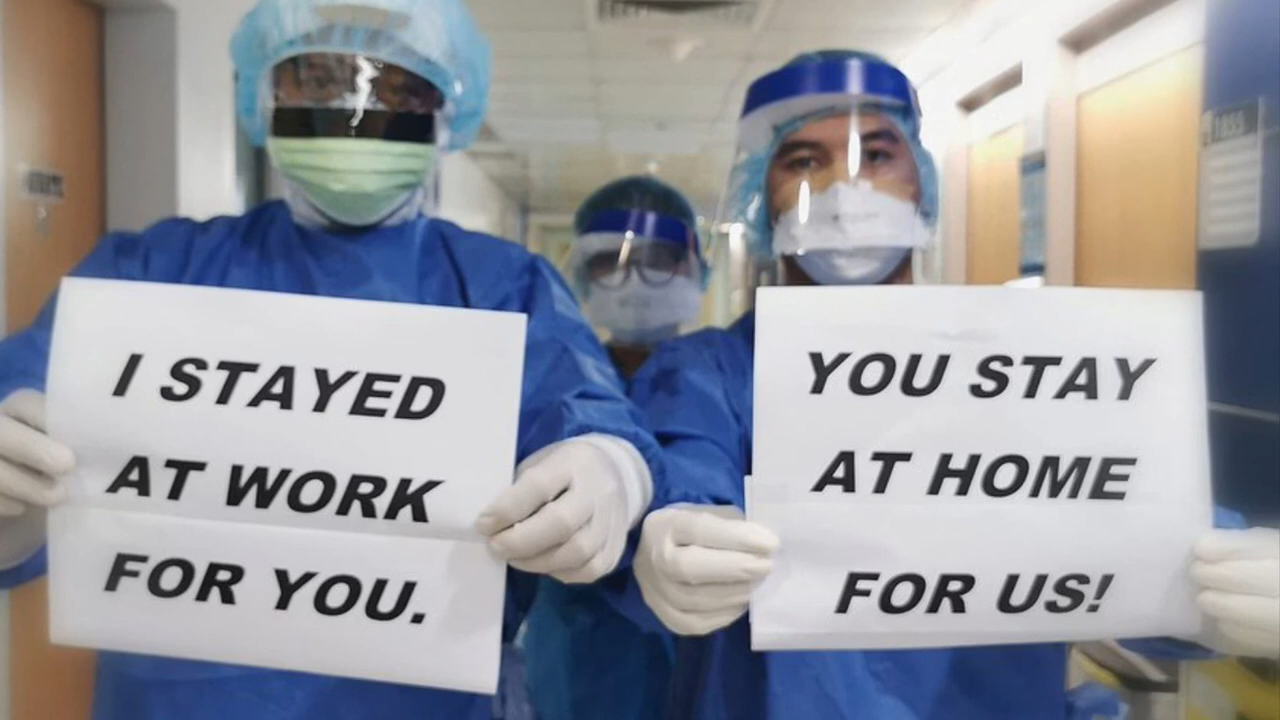 I STAYED
AT WORK
FOR YOU.
YOU STAY
AT HOME
FOR US!